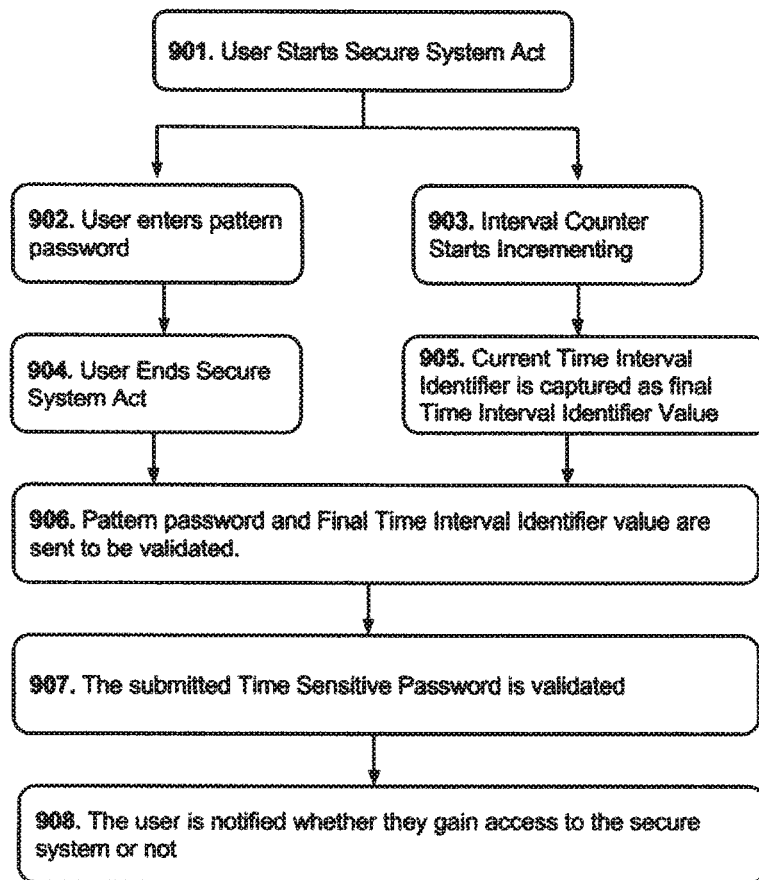 901. User Starts Secure System Act
902. User enters pattern
password
903. Interval Counter
Starts Incrementing
904. User Ends Secure
System Act
905. Current Time Interval
Identifier is captured as final
Time Interval Identifier Value
906. Pattern password and Final Time Interval Identifier value are
sent to be validated.
907. The submitted Time Sensitive Password is validated
908. The user is notified whether they gain access to the secure
system or not